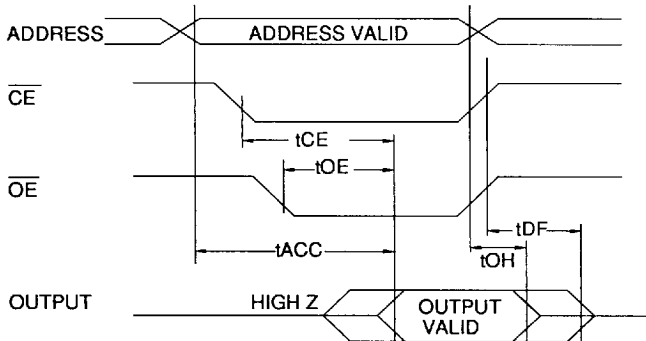 ADDRESS
ADDRESS VALID
CE
tCE
tOE
OE
tDF
tACC
tOH
OUTPUT
HIGH Z
OUTPUT
VALID